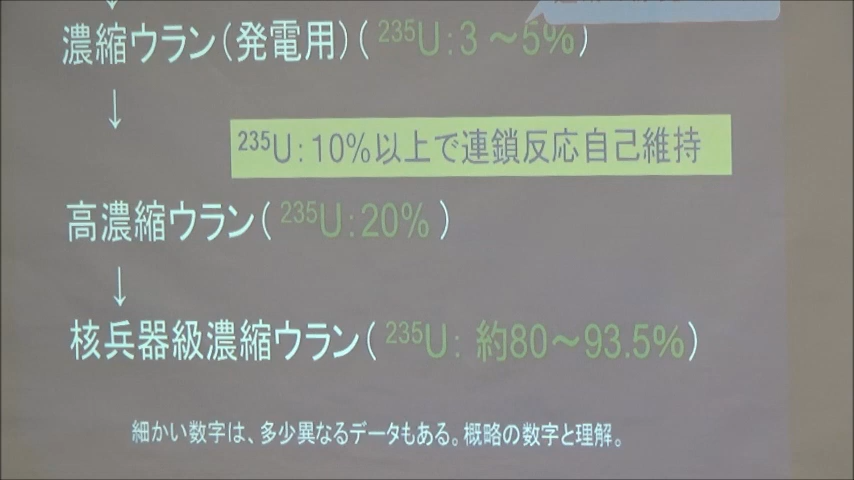 濃縮ウラン(発電用)( ²³⁵U:3 ~5%)
↓
²³⁵U:10%以上で連鎖反応自己維持
高濃縮ウラン( ²³⁵U:20% )
↓
核兵器級濃縮ウラン( ²³⁵U: 約80~93.5%)
細かい数字は、多少異なるデータもある。概略の数字と理解。